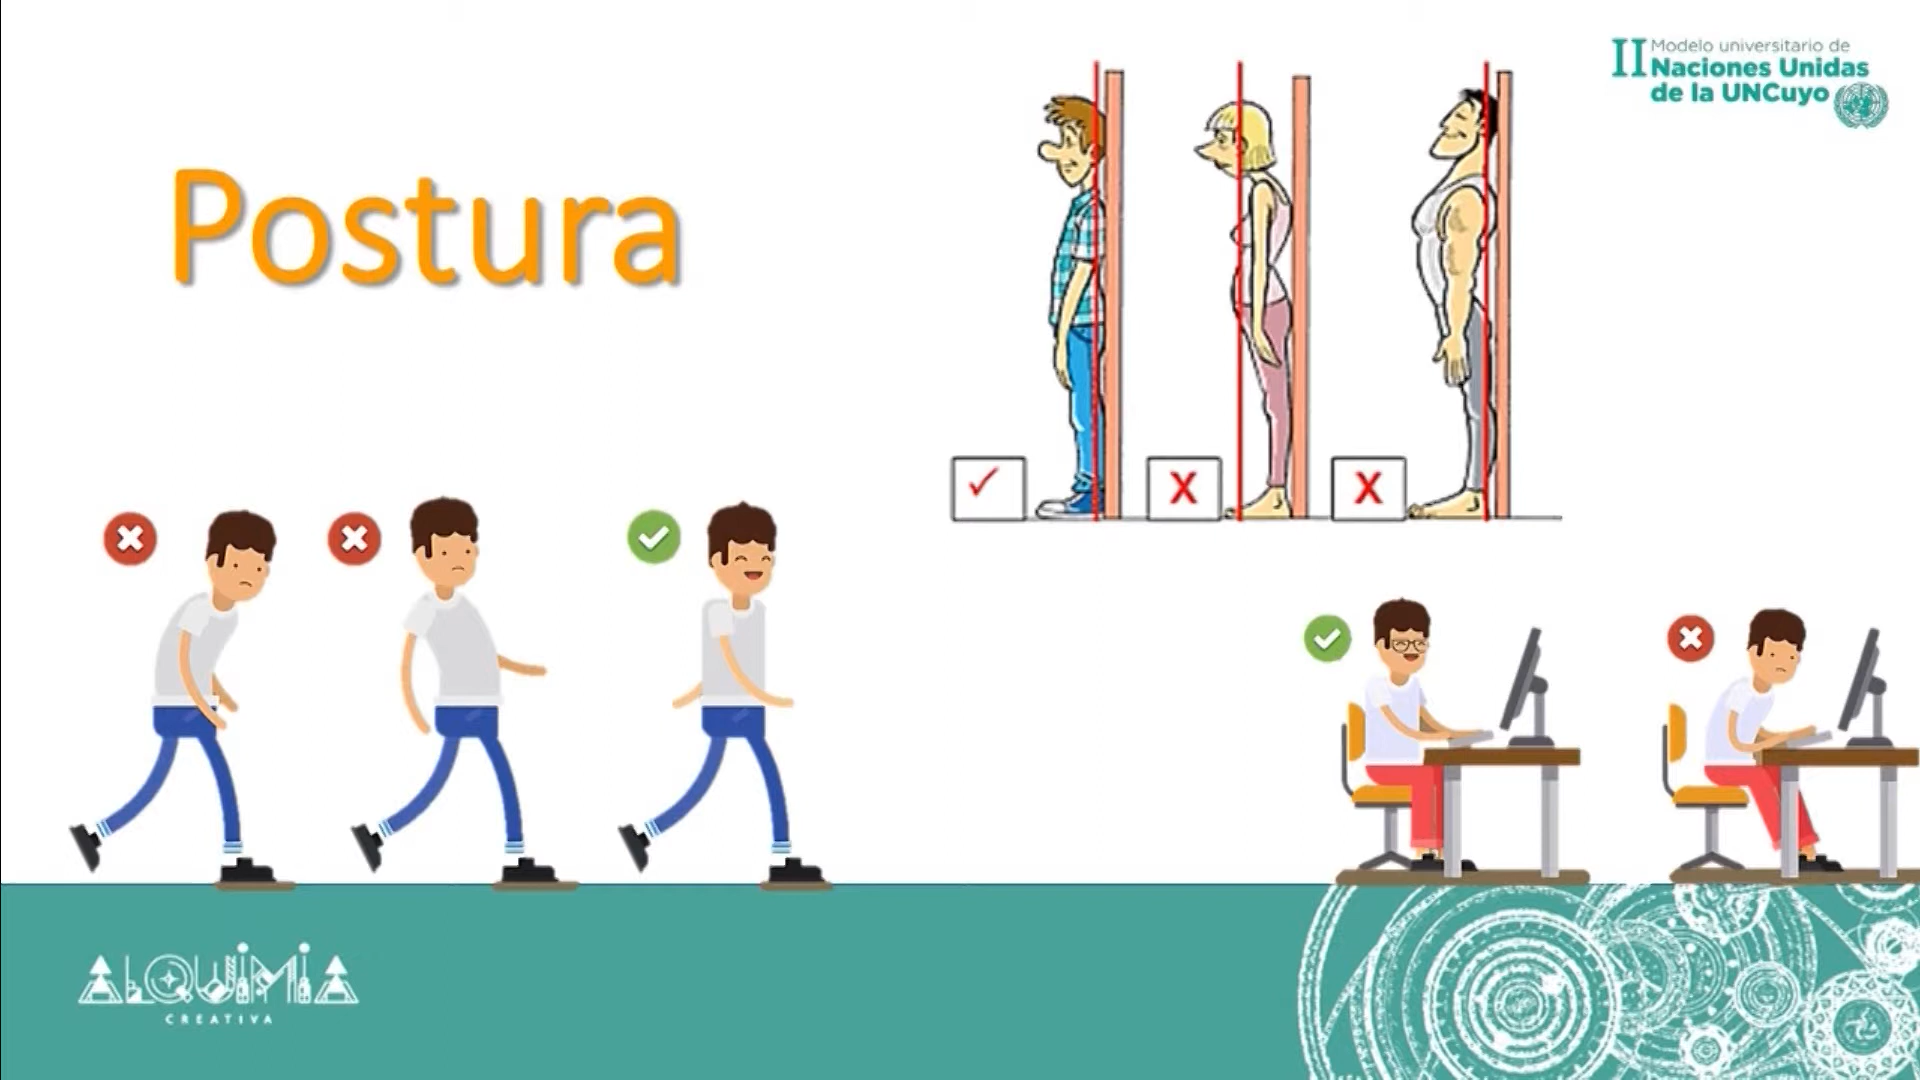 II Modelo universitario de
Naciones Unidas
de la UNCuyo
Postura
X
X
ALQUIMIA
CREATIVA